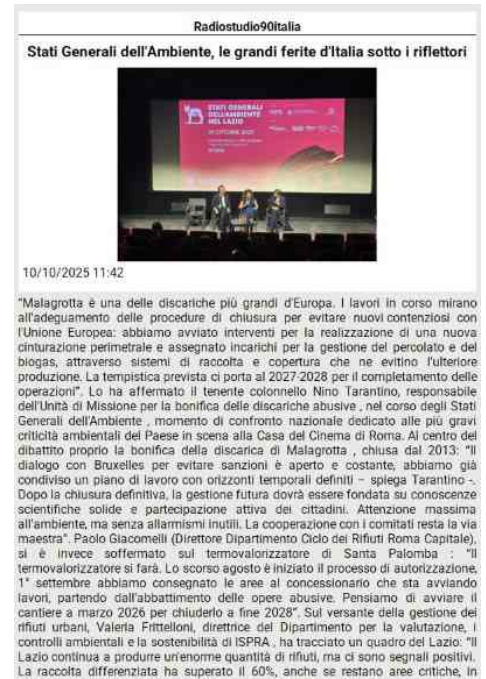 Radiostudio90italia
Stati Generali dell'Ambiente, le grandi ferite d'Italia sotto i riflettori
STATI GENERALI
DELL'AMBIENTE
NEL LAZIO
10/10/2025 11:42
"Malagrotta è una delle discariche più grandi d'Europa. I lavori in corso mirano
all'adeguamento delle procedure di chiusura per evitare nuovi contenziosi con
l'Unione Europea: abbiamo avviato interventi per la realizzazione di una nuova
cinturazione perimetrale e assegnato incarichi per la gestione del percolato e del
biogas, attraverso sistemi di raccolta e copertura che ne evitino l'ulteriore
produzione. La tempistica prevista ci porta al 2027-2028 per il completamento delle
operazioni". Lo ha affermato il tenente colonnello Nino Tarantino, responsabile
dell'Unità di Missione per la bonifica delle discariche abusive , nel corso degli Stati
Generali dell'Ambiente , momento di confronto nazionale dedicato alle più gravi
criticità ambientali del Paese in scena alla Casa del Cinema di Roma. Al centro del
dibattito proprio la bonifica della discarica di Malagrotta , chiusa dal 2013: "Il
dialogo con Bruxelles per evitare sanzioni è aperto e costante, abbiamo già
condiviso un piano di lavoro con orizzonti temporali definiti – spiega Tarantino -.
Dopo la chiusura definitiva, la gestione futura dovrà essere fondata su conoscenze
scientifiche solide e partecipazione attiva dei cittadini. Attenzione massima
all'ambiente, ma senza allarmismi inutili. La cooperazione con i comitati resta la via
maestra". Paolo Giacomelli (Direttore Dipartimento Ciclo dei Rifiuti Roma Capitale),
si è invece soffermato sul termovalorizzatore di Santa Palomba : "Il
termovalorizzatore si farà. Lo scorso agosto è iniziato il processo di autorizzazione,
1° settembre abbiamo consegnato le aree al concessionario che sta avviando
lavori, partendo dall'abbattimento delle opere abusive. Pensiamo di avviare il
cantiere a marzo 2026 per chiuderlo a fine 2028". Sul versante della gestione dei
rifiuti urbani, Valeria Frittelloni, direttrice del Dipartimento per la valutazione, i
controlli ambientali e la sostenibilità di ISPRA , ha tracciato un quadro del Lazio: "Il
Lazio continua a produrre un'enorme quantità di rifiuti, ma ci sono segnali positivi.
La raccolta differenziata ha superato il 60%, anche se restano aree critiche, in